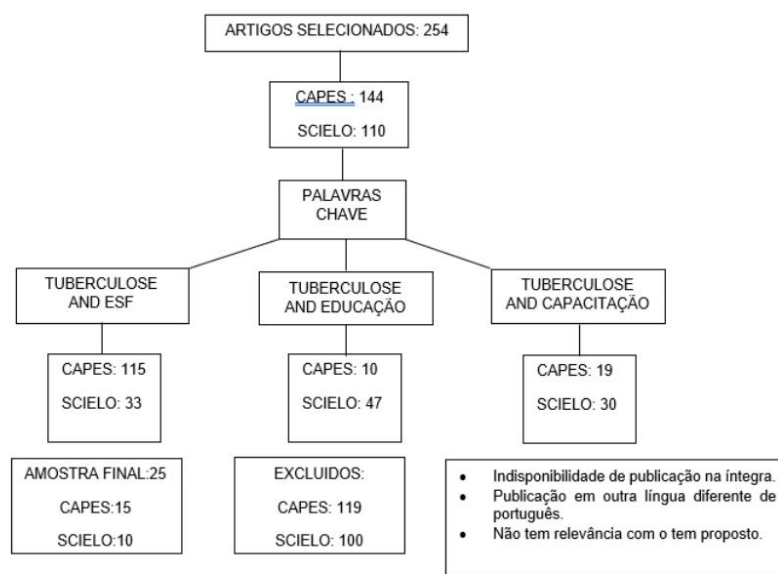 ARTIGOS SELECIONADOS: 254
CAPES : 144
SCIELO: 110
PALAVRAS
CHAVE
TUBERCULOSE
AND ESF
TUBERCULOSE
AND EDUCAÇÃO
TUBERCULOSE
AND CAPACITAÇÃO
CAPES: 115
SCIELO: 33
CAPES: 10
SCIELO: 47
CAPES: 19
SCIELO: 30
AMOSTRA FINAL:25
CAPES:15
SCIELO:10
EXCLUIDOS:
CAPES: 119
SCIELO: 100
• Indisponibilidade de publicação na íntegra.
• Publicação em outra língua diferente de
português.
• Não tem relevância com o tem proposto.